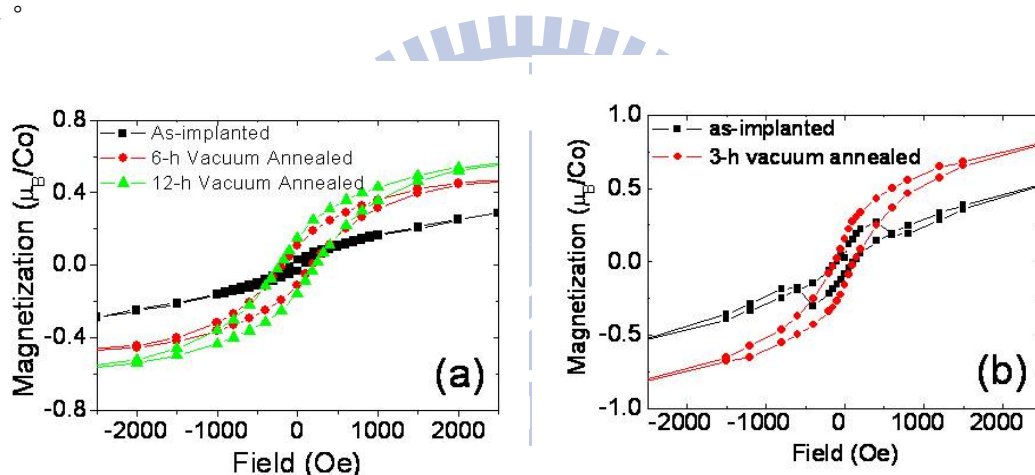 。
0.8
0.4
0.0
-0.4
-0.8
Magnetization (μB/Co)
As-implanted
6-h Vacuum Annealed
12-h Vacuum Annealed
(a)
-2000 -1000 0 1000 2000
Field (Oe)
1.0
0.5
0.0
-0.5
-1.0
Magnetization (μB/Co)
as-implanted
3-h vacuum annealed
(b)
-2000 -1000 0 1000 2000
Field (Oe)